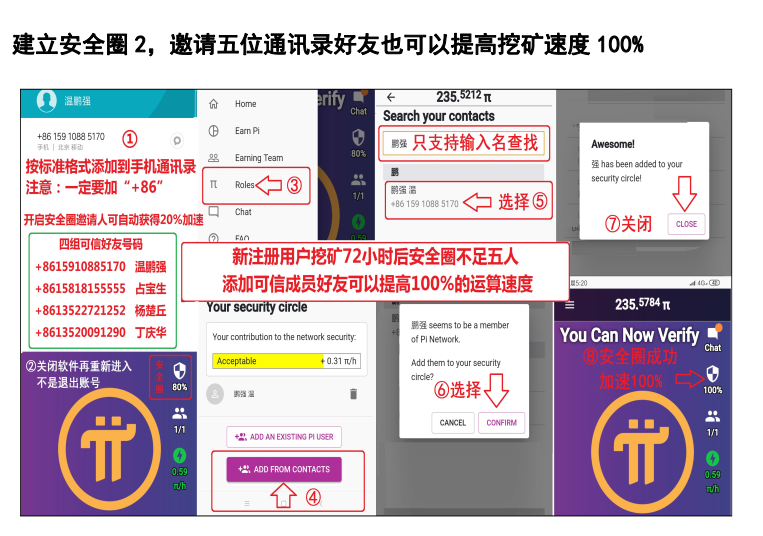 建立安全圈 2，邀请五位通讯录好友也可以提高挖矿速度 100%
温鹏强
+86 159 1088 5170
手机 | 北京 移动
①
按标准格式添加到手机通讯录
注意：一定要加“+86”
开启安全圈邀请人可自动获得20%加速
四组可信好友号码
+8615910885170 温鹏强
+8615818155555 占宝生
+8613522721252 杨楚丘
+8613520091290 丁庆华
②关闭软件再重新进入
不是退出账号
安全圈
80%
1/1
0.59
π/h
Home
Earn Pi
Earning Team
π Roles
③
Chat
FAQ
erify
Chat
80%
1/1
新注册用户挖矿72小时后安全圈不足五人
添加可信成员好友可以提高100%的运算速度
Your security circle
Your contribution to the network security:
Acceptable + 0.31 π/h
鹏强 温
ADD AN EXISTING PI USER
ADD FROM CONTACTS
④
235.5212 π
Search your contacts
鹏强 只支持输入名查找
鹏
鹏强 温
+86 159 1088 5170
选择⑤
鹏强 seems to be a member
of Pi Network.
Add them to your security
circle?
⑥选择
CANCEL
CONFIRM
Awesome!
强 has been added to your
security circle!
⑦关闭
CLOSE
5:20
4G
235.5784 π
You Can Now Verify
Chat
⑧安全圈成功
加速100%
100%
1/1
0.59
π/h